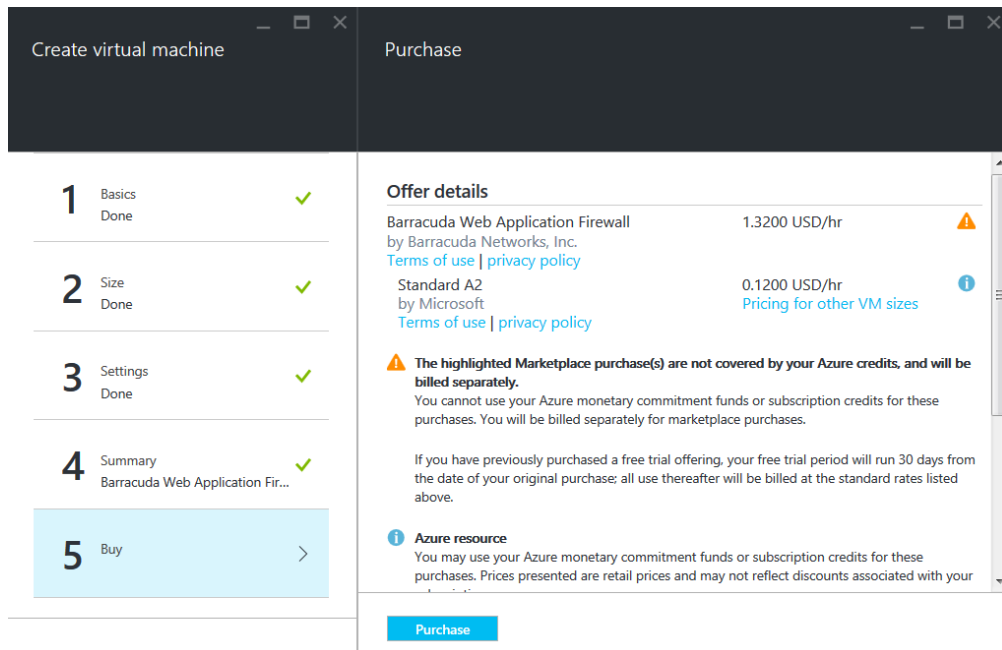 Create virtual machine
Purchase
1
Basics
Done
2
Size
Done
3
Settings
Done
4
Summary
Barracuda Web Application Fir...
5
Buy
Offer details
Barracuda Web Application Firewall
1.3200 USD/hr
by Barracuda Networks, Inc.
Terms of use | privacy policy
Standard A2
0.1200 USD/hr
by Microsoft
Pricing for other VM sizes
Terms of use | privacy policy
The highlighted Marketplace purchase(s) are not covered by your Azure credits, and will be
billed separately.
You cannot use your Azure monetary commitment funds or subscription credits for these
purchases. You will be billed separately for marketplace purchases.
If you have previously purchased a free trial offering, your free trial period will run 30 days from
the date of your original purchase; all use thereafter will be billed at the standard rates listed
above.
Azure resource
You may use your Azure monetary commitment funds or subscription credits for these
purchases. Prices presented are retail prices and may not reflect discounts associated with your
Purchase